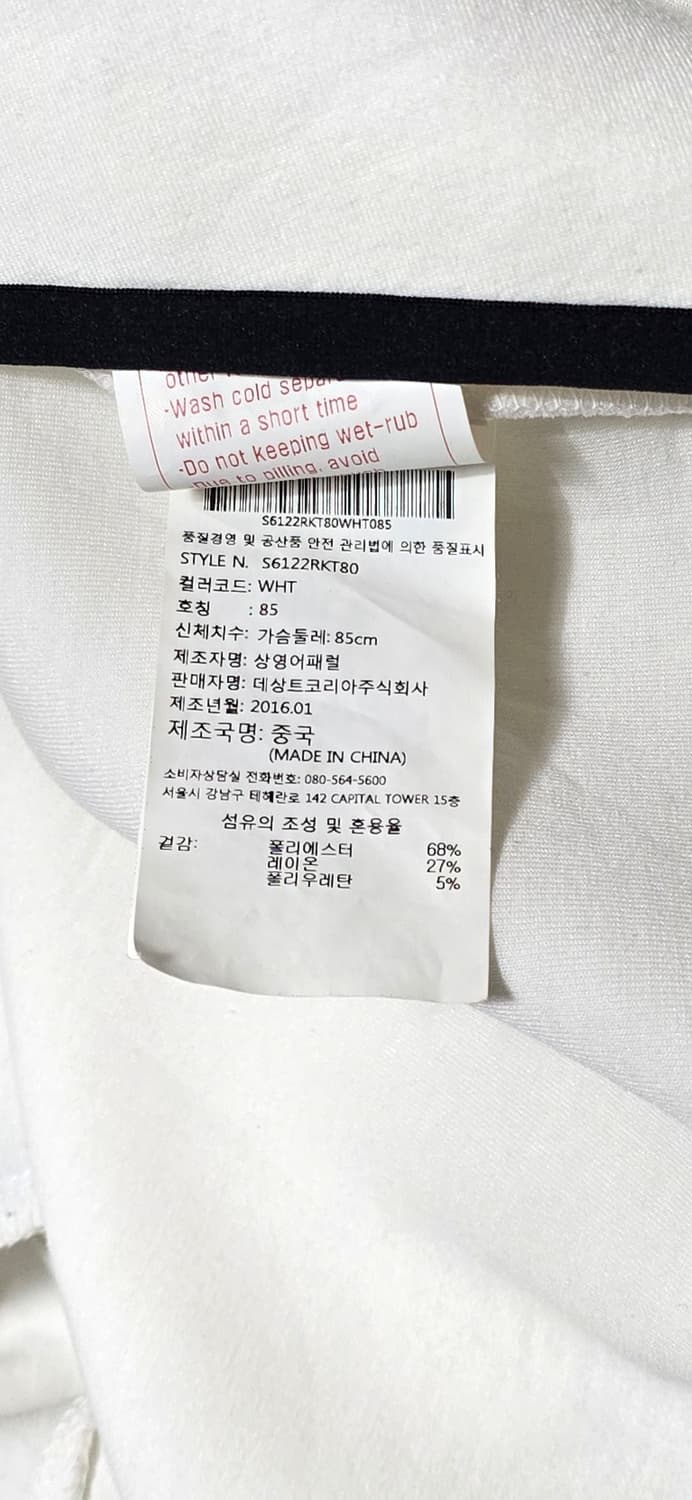 other
-Wash cold separ
within a short time
-Do not keeping wet-rub
Due to pilling, avoid
S6122RKT80WHT085
품질경영 및 공산품 안전 관리법에 의한 품질표시
STYLE N. S6122RKT80
컬러코드: WHT
호칭 : 85
신체치수: 가슴둘레: 85cm
제조자명: 상영어패럴
판매자명: 데상트코리아주식회사
제조년월: 2016.01
제조국명: 중국
(MADE IN CHINA)
소비자상담실 전화번호: 080-564-5600
서울시 강남구 테헤란로 142 CAPITAL TOWER 15층
섬유의 조성 및 혼용율
겉감: 폴리에스터 68%
레이온 27%
폴리우레탄 5%